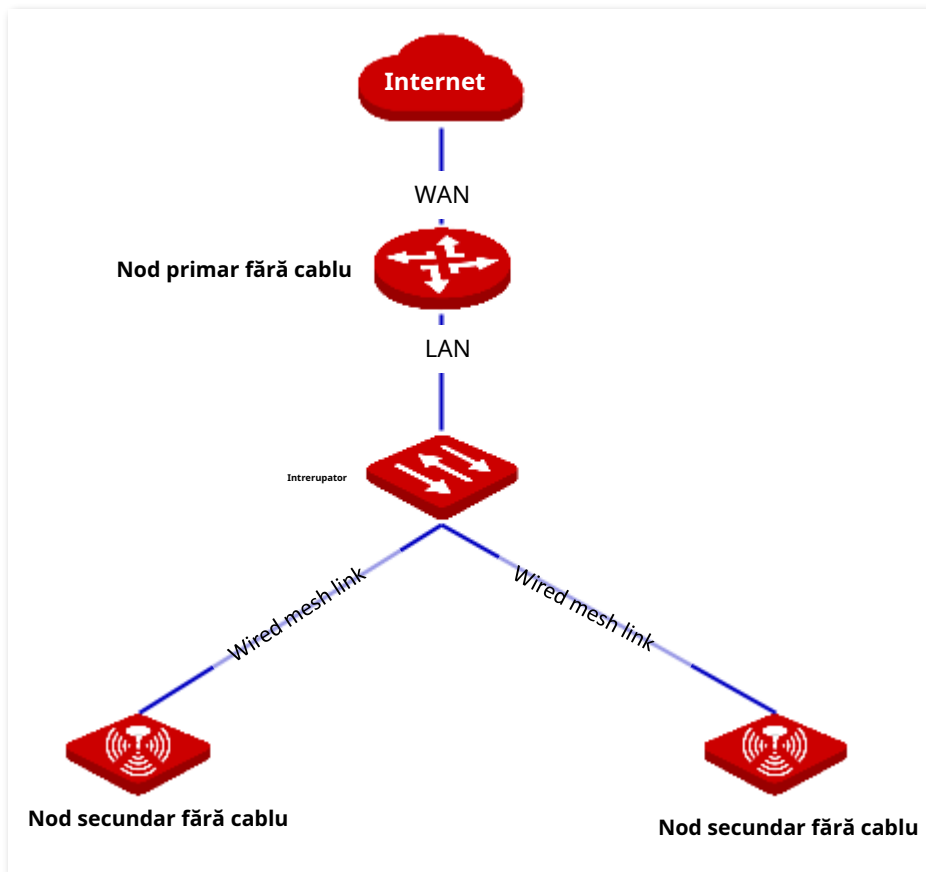 Internet
WAN
Nod primar fără cablu
LAN
Intrerupator
Wired mesh link
Wired mesh link
Nod secundar fără cablu
Nod secundar fără cablu